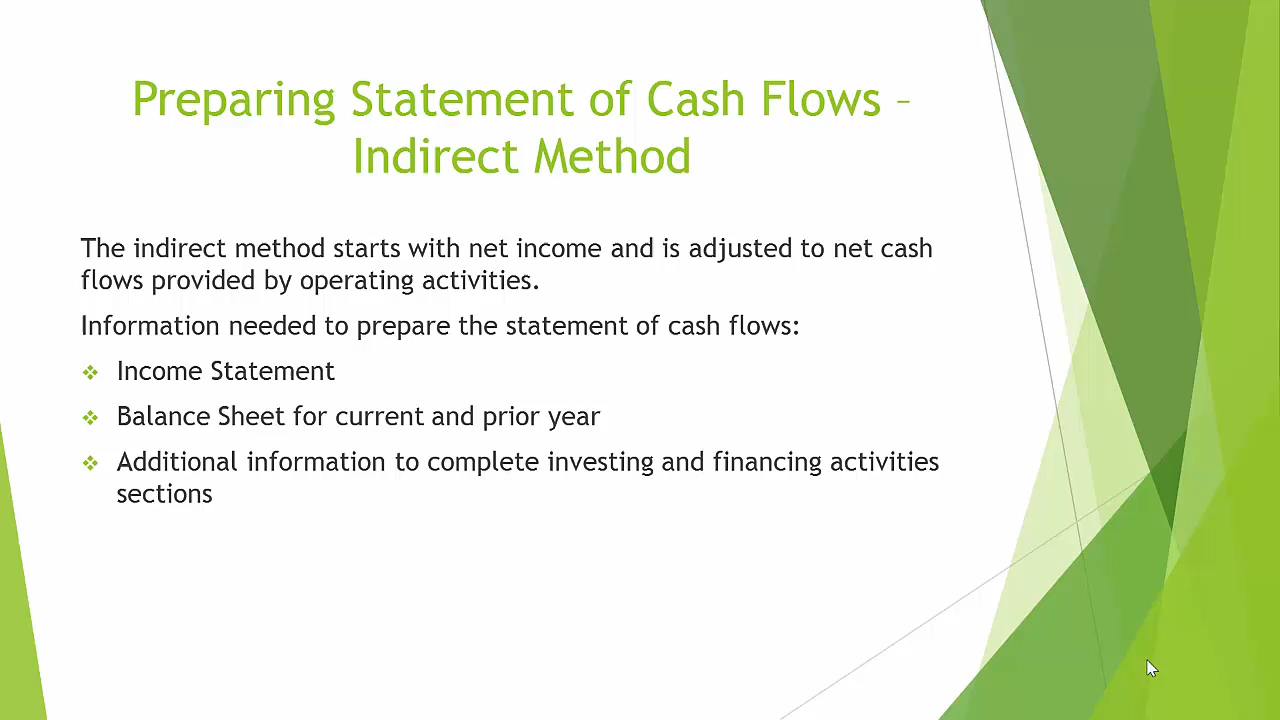 Preparing Statement of Cash Flows –
Indirect Method
The indirect method starts with net income and is adjusted to net cash
flows provided by operating activities.
Information needed to prepare the statement of cash flows:
❖ Income Statement
❖ Balance Sheet for current and prior year
❖ Additional information to complete investing and financing activities
sections